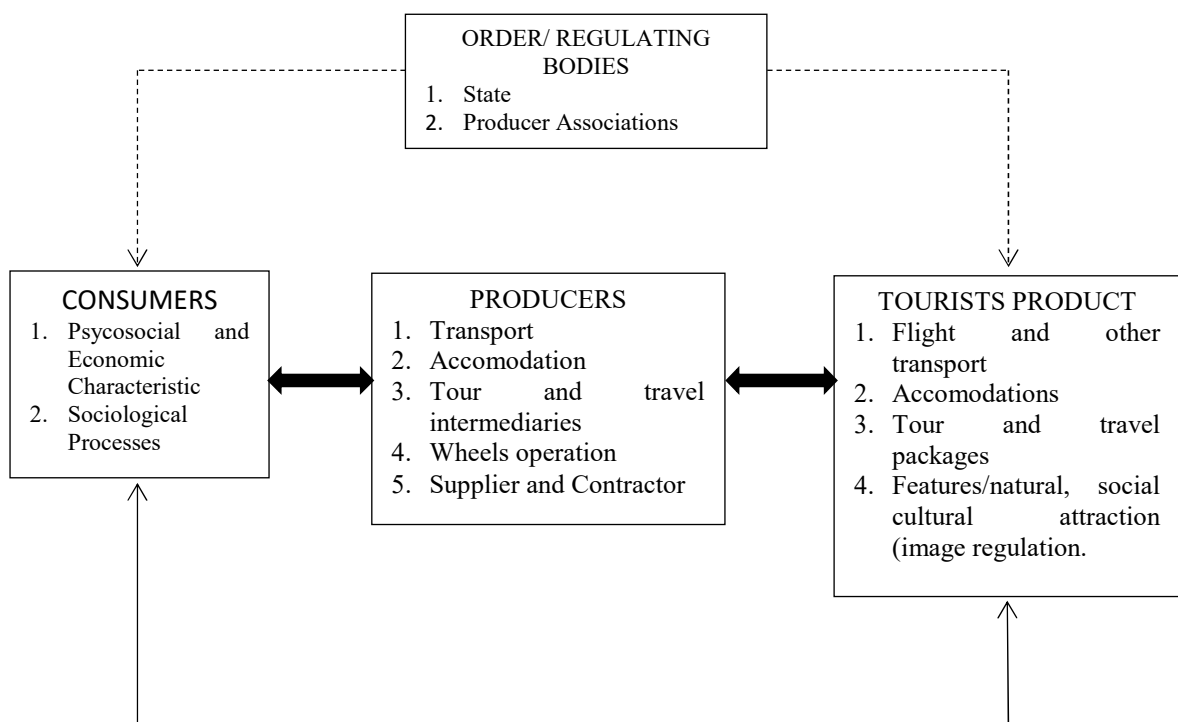 ORDER/ REGULATING
BODIES
1. State
2. Producer Associations
CONSUMERS
1. Psycosocial and
Economic
Characteristic
2. Sociological
Processes
PRODUCERS
1. Transport
2. Accomodation
3. Tour and travel
intermediaries
4. Wheels operation
5. Supplier and Contractor
TOURISTS PRODUCT
1. Flight and other
transport
2. Accomodations
3. Tour and travel
packages
4. Features/natural, social
cultural attraction
(image regulation.